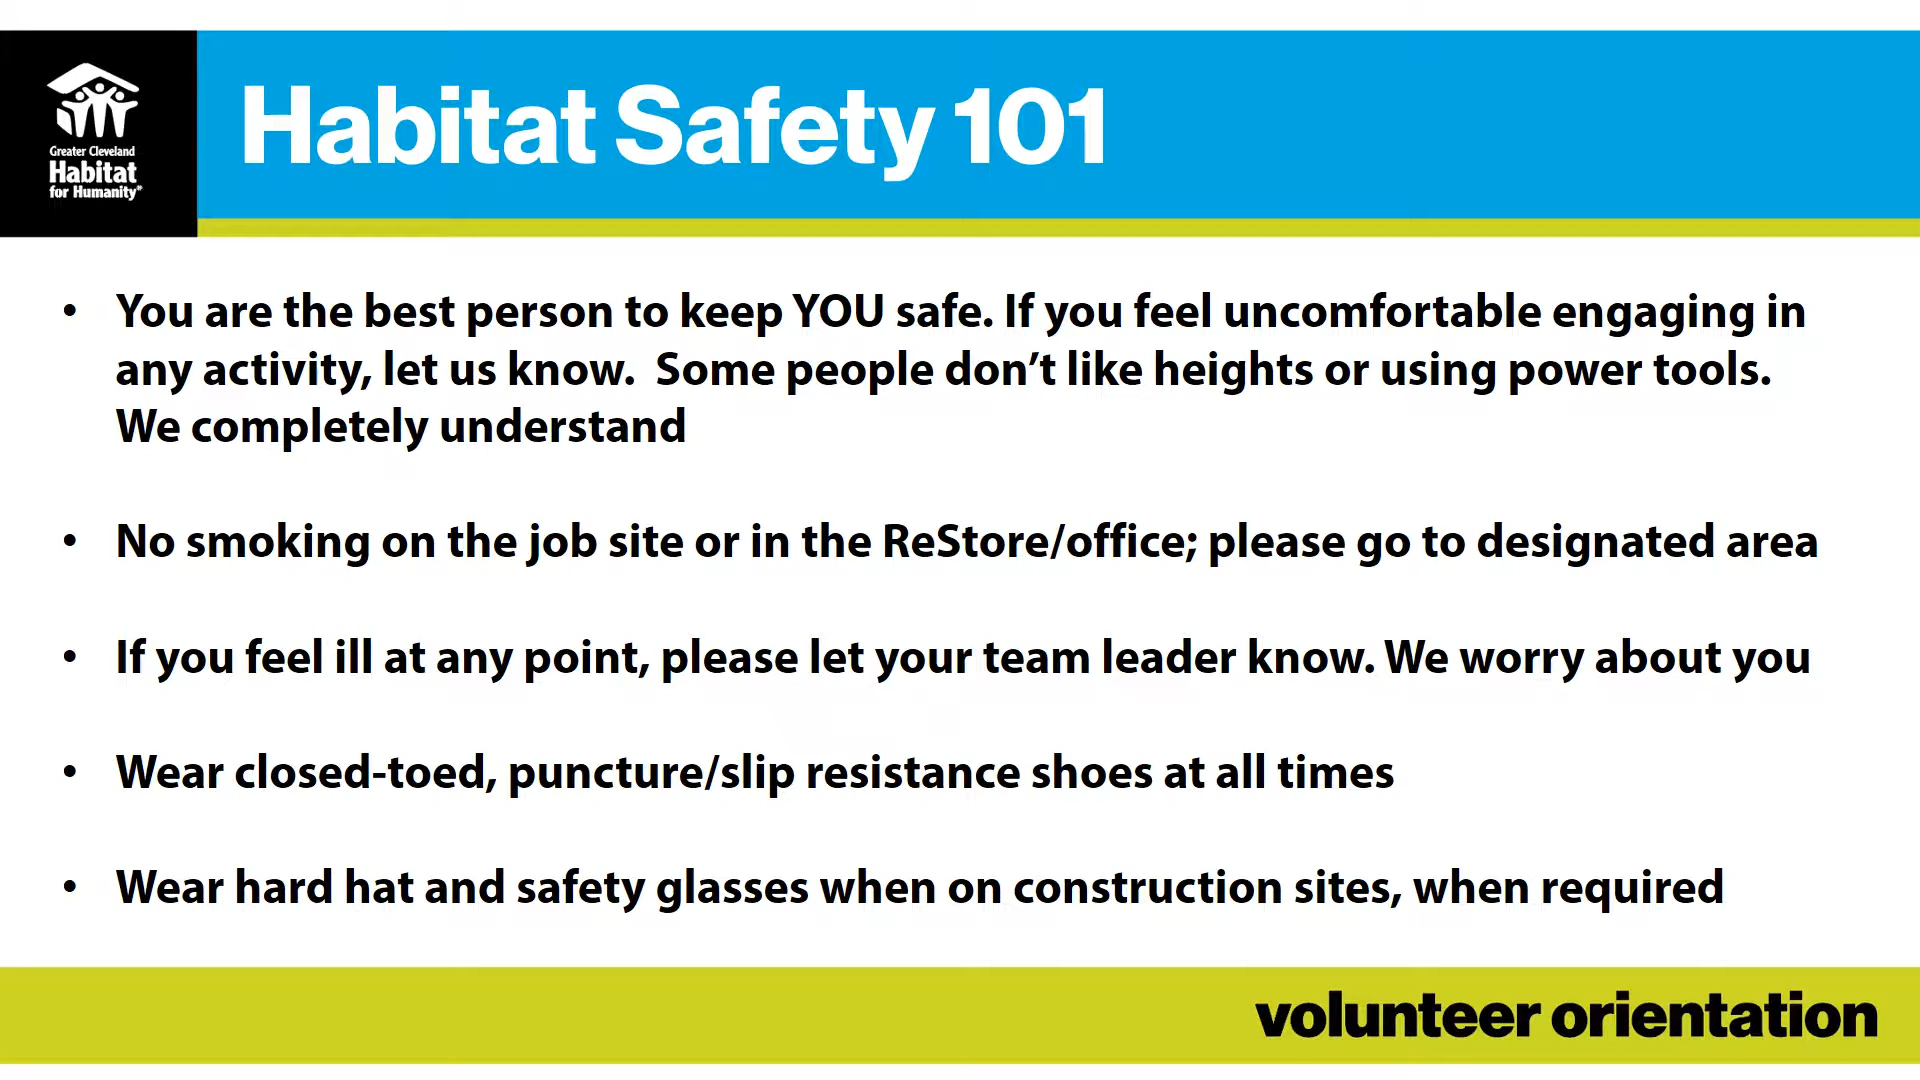 Greater Cleveland
Habitat
for Humanity®
Habitat Safety 101
• You are the best person to keep YOU safe. If you feel uncomfortable engaging in
any activity, let us know.  Some people don’t like heights or using power tools.
We completely understand
• No smoking on the job site or in the ReStore/office; please go to designated area
• If you feel ill at any point, please let your team leader know. We worry about you
• Wear closed-toed, puncture/slip resistance shoes at all times
• Wear hard hat and safety glasses when on construction sites, when required
volunteer orientation